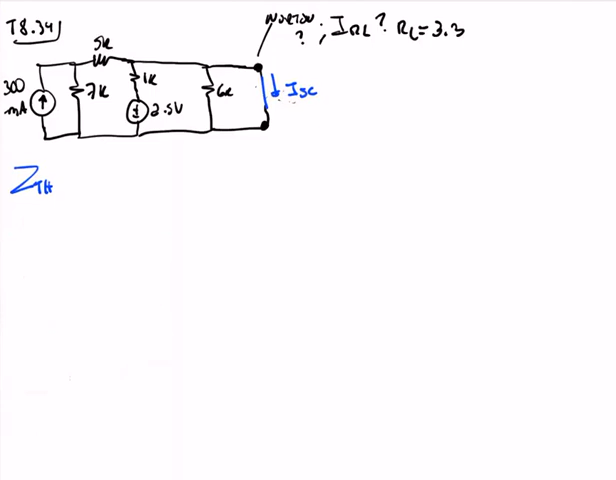 T8.34)
NORTON ? ; IRL ? RL = 3.3
5k
300 mA
7k
1k
2.5V
6k
ISC
ZTH